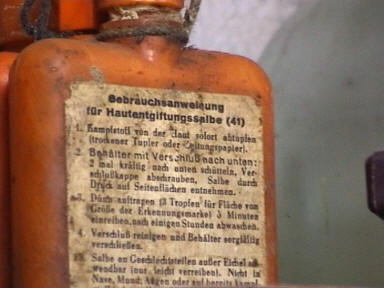 Gebrauchsanweisung
für Hautentgiftungssalbe (41)
1. Kampfstoff von der Haut sofort abtupfen
(trockener Tupfer oder Zeitungspapier).
2. Behälter mit Verschluß nach unten:
2 mal kräftig nach unten schütteln, Ver-
schlußkappe abschrauben, Salbe durch
Druck auf Seitenflächen entnehmen.
3. Dick auftragen (3 Tropfen für Fläche von
Größe der Erkennungsmarke) 3 Minuten
einreiben, nach einigen Stunden abwaschen.
4. Verschluß reinigen und Behälter sorgfältig
verschließen.
Salbe an Geschlechtsteilen außer Eichel an-
wendbar (nur leicht verreiben). Nicht in
Nase, Mund, Augen oder auf bereits